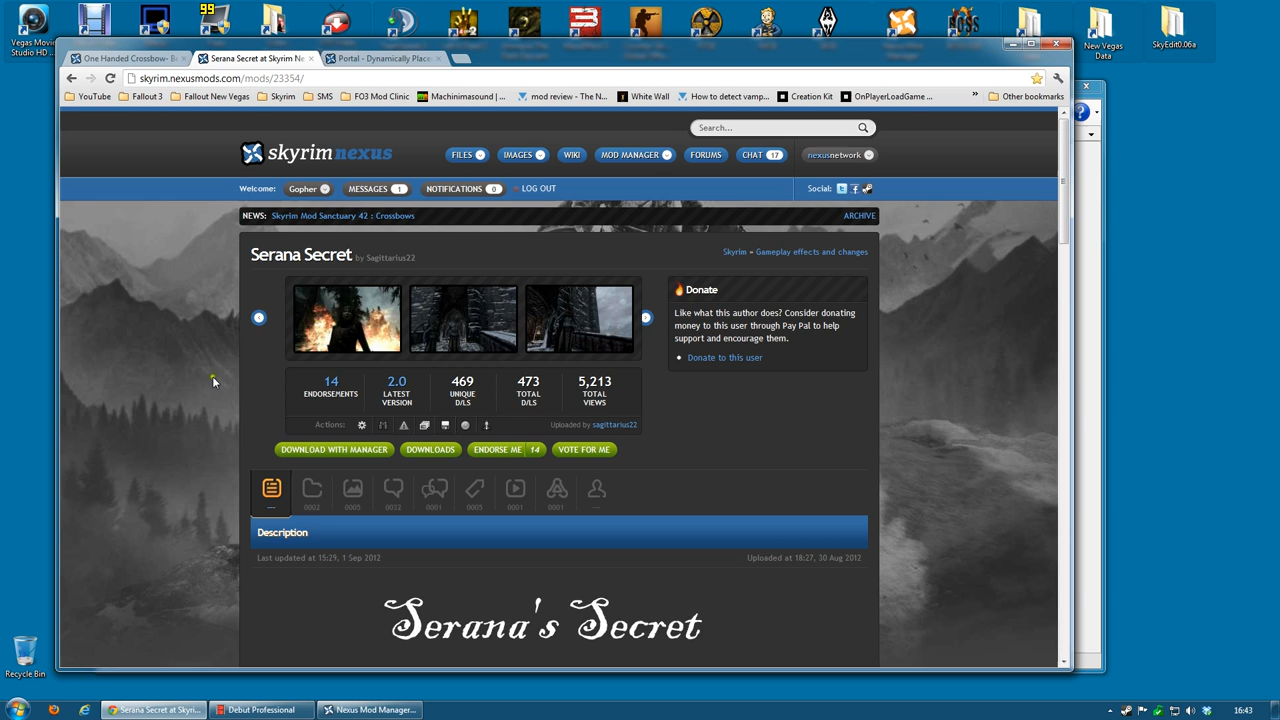 99
Vegas Movie
Studio HD ...
New Vegas
Data
SkyEdit0.06a
One Handed Crossbow- B
Serana Secret at Skyrim Ne
Portal - Dynamically Place
skyrim.nexusmods.com/mods/23354/
YouTube
Fallout 3
Fallout New Vegas
Skyrim
SMS
FO3 Mod Clinic
Machinimasound | ...
mod review - The N...
White Wall
How to detect vamp...
Creation Kit
OnPlayerLoadGame ...
»
Other bookmarks
Search...
skyrim nexus
FILES
IMAGES
WIKI
MOD MANAGER
FORUMS
CHAT 17
nexusnetwork
Welcome:
Gopher
MESSAGES 1
NOTIFICATIONS 0
LOG OUT
Social:
NEWS: Skyrim Mod Sanctuary 42 : Crossbows
ARCHIVE
Serana Secret by Sagittarius22
Skyrim » Gameplay effects and changes
Donate
Like what this author does? Consider donating
money to this user through Pay Pal to help
support and encourage them.
Donate to this user
14
ENDORSEMENTS
2.0
LATEST
VERSION
469
UNIQUE
D/LS
473
TOTAL
D/LS
5,213
TOTAL
VIEWS
Actions:
Uploaded by sagittarius22
DOWNLOAD WITH MANAGER
DOWNLOADS
ENDORSE ME 14
VOTE FOR ME
---
0002
0005
0032
0001
0005
0001
0001
---
Description
Last updated at 15:29, 1 Sep 2012
Uploaded at 18:27, 30 Aug 2012
Serana's Secret
Recycle Bin
Serana Secret at Skyri...
Debut Professional
Nexus Mod Manager...
16:43